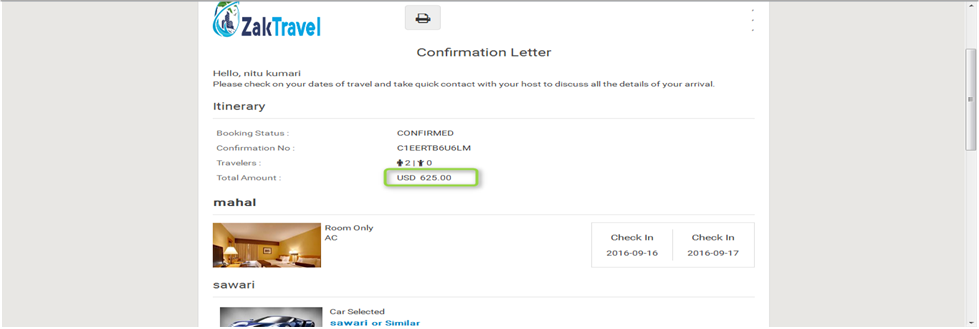 ZakTravel
Confirmation Letter
Hello, nitu kumari
Please check on your dates of travel and take quick contact with your host to discuss all the details of your arrival.
Itinerary
Booking Status : CONFIRMED
Confirmation No : C1EERTB6U6LM
Travelers : 2 | 0
Total Amount : USD 625.00
mahal
Room Only
AC
Check In Check In
2016-09-16 2016-09-17
sawari
Car Selected
sawari or Similar